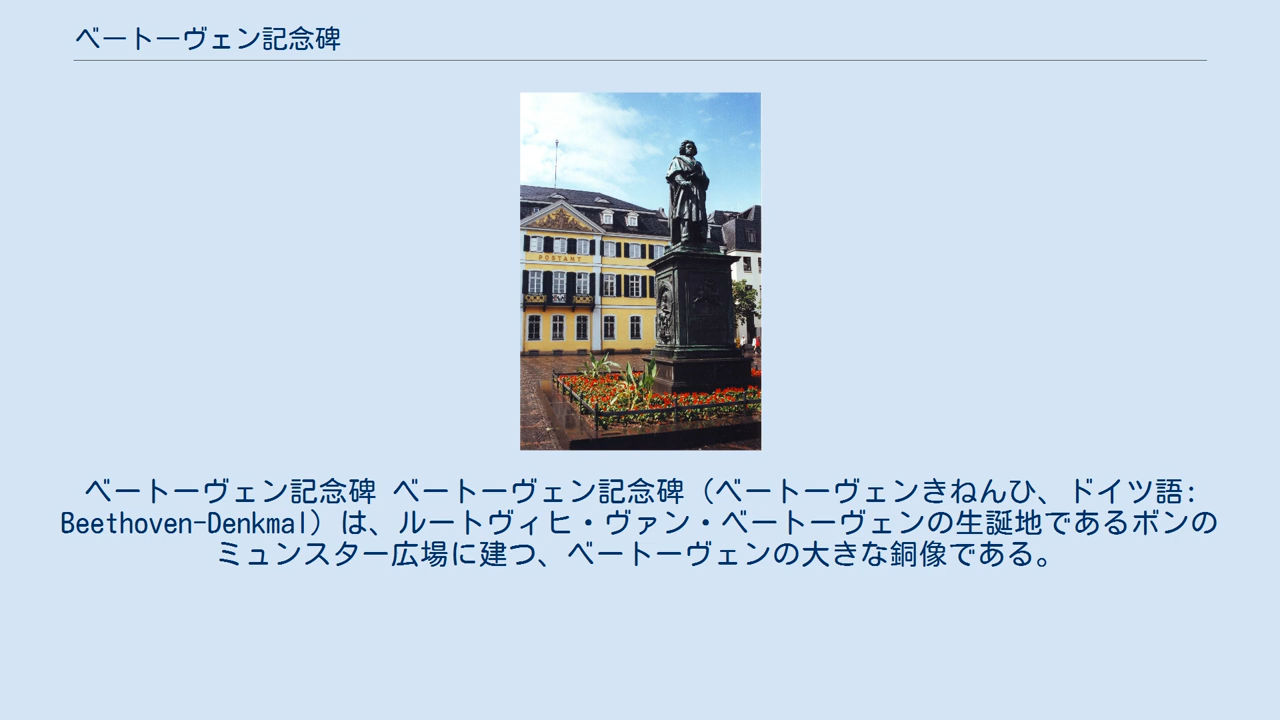 ベートーヴェン記念碑
POSTAMT
ベートーヴェン記念碑 ベートーヴェン記念碑（ベートーヴェンきねんひ、ドイツ語:
Beethoven-Denkmal）は、ルートヴィヒ・ヴァン・ベートーヴェンの生誕地であるボンの
ミュンスター広場に建つ、ベートーヴェンの大きな銅像である。